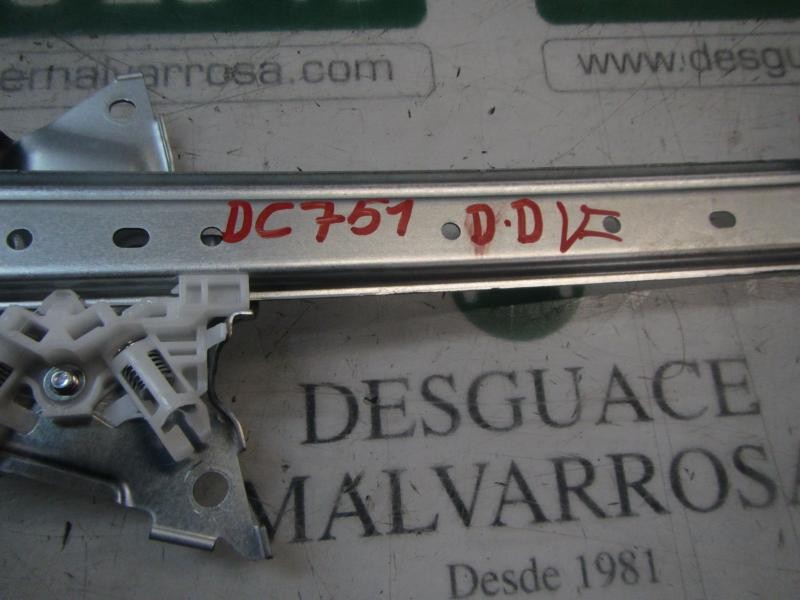 ermalvarrosa.com
www.desgu
DC751 D.D
DESGUACE
MALVARROSA
Desde 1981